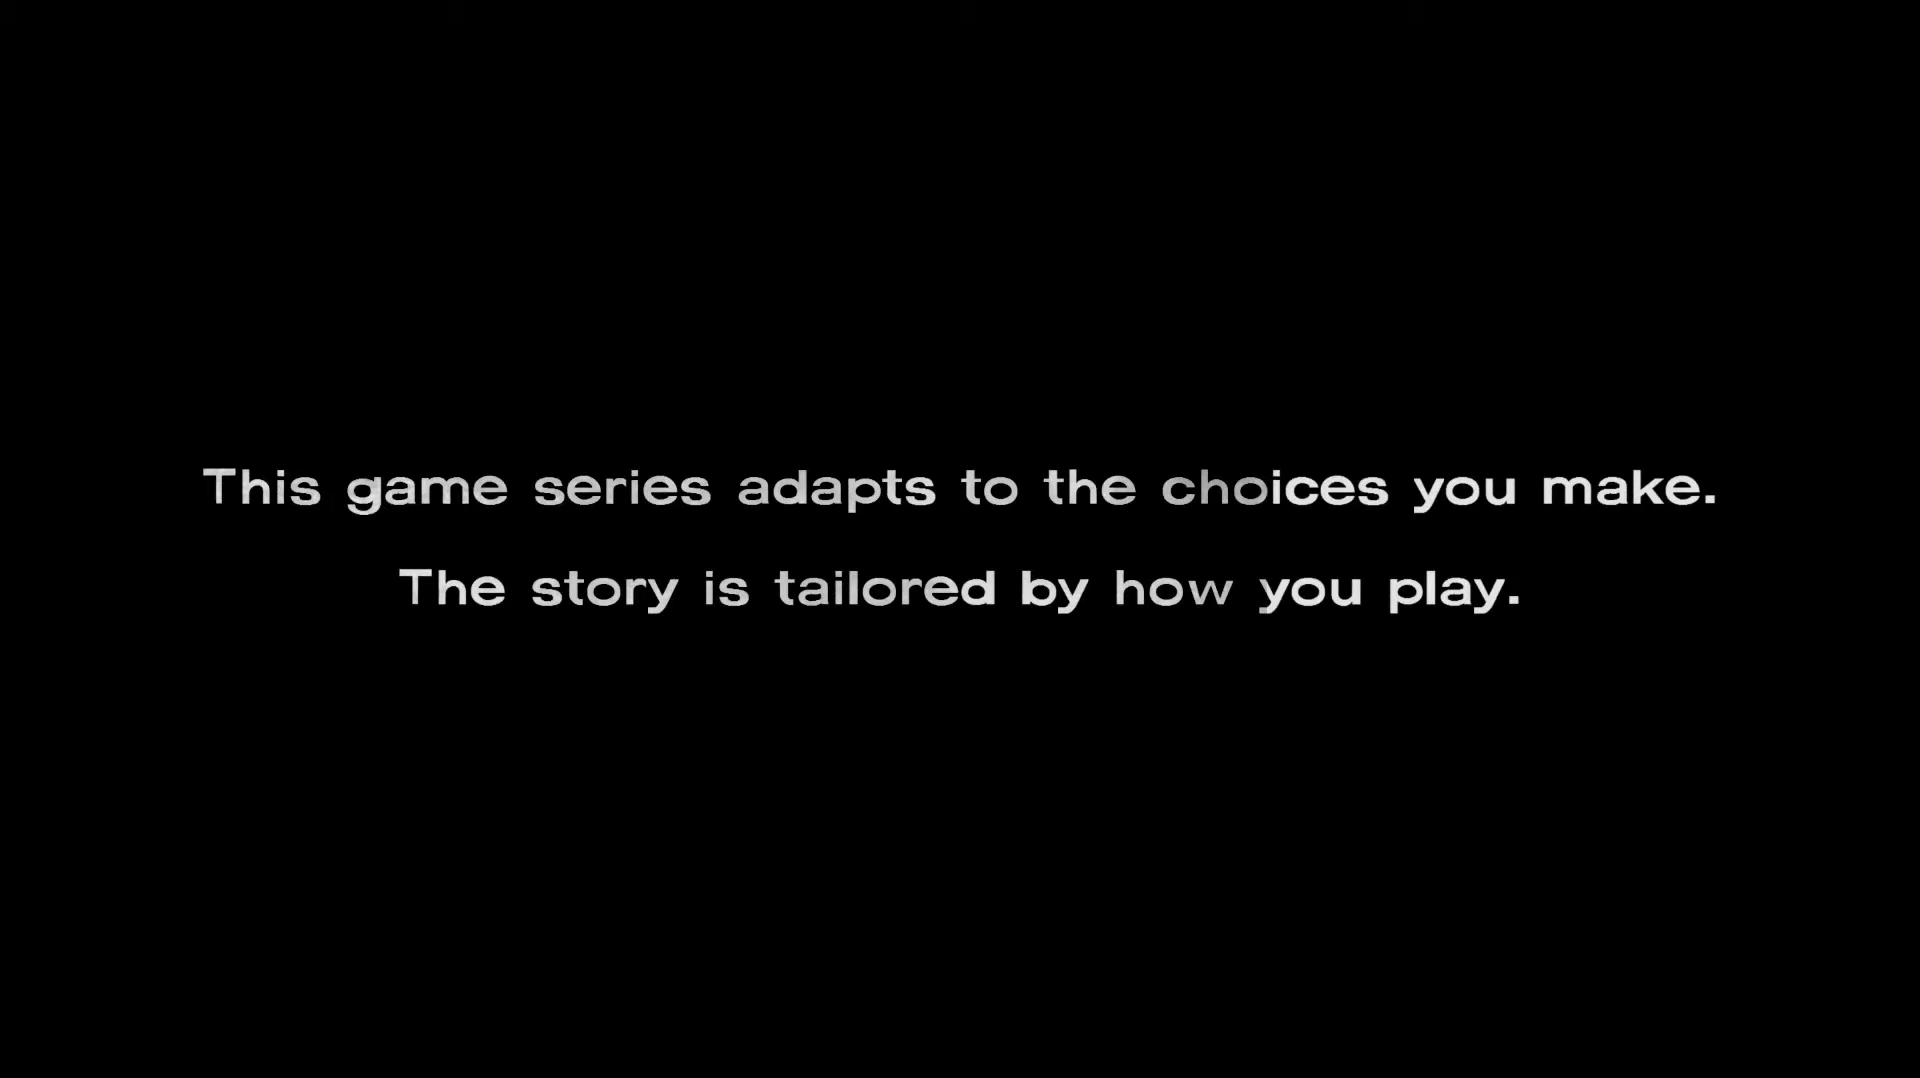 This game series adapts to the choices you make.
The story is tailored by how you play.